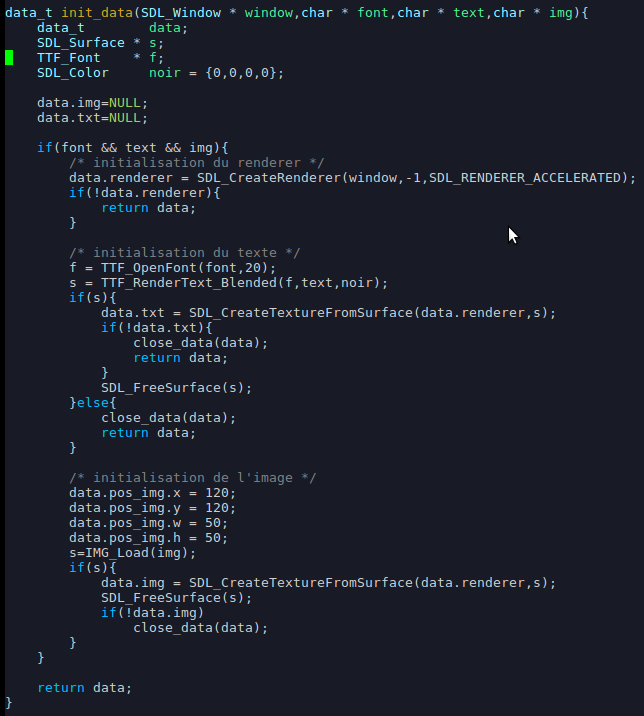 data_t init_data(SDL_Window * window,char * font,char * text,char * img){
    data_t        data;
    SDL_Surface * s;
    TTF_Font    * f;
    SDL_Color     noir = {0,0,0,0};

    data.img=NULL;
    data.txt=NULL;

    if(font && text && img){
        /* initialisation du renderer */
        data.renderer = SDL_CreateRenderer(window,-1,SDL_RENDERER_ACCELERATED);
        if(!data.renderer){
            return data;
        }

        /* initialisation du texte */
        f = TTF_OpenFont(font,20);
        s = TTF_RenderText_Blended(f,text,noir);
        if(s){
            data.txt = SDL_CreateTextureFromSurface(data.renderer,s);
            if(!data.txt){
                close_data(data);
                return data;
            }
            SDL_FreeSurface(s);
        }else{
            close_data(data);
            return data;
        }

        /* initialisation de l'image */
        data.pos_img.x = 120;
        data.pos_img.y = 120;
        data.pos_img.w = 50;
        data.pos_img.h = 50;
        s=IMG_Load(img);
        if(s){
            data.img = SDL_CreateTextureFromSurface(data.renderer,s);
            SDL_FreeSurface(s);
            if(!data.img)
                close_data(data);
        }
    }

    return data;
}